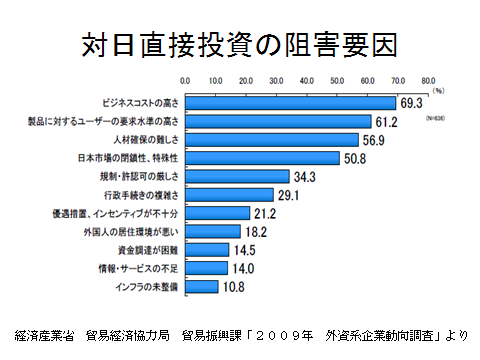 対日直接投資の阻害要因
0.0 10.0 20.0 30.0 40.0 50.0 60.0 70.0 80.0
(%)
ビジネスコストの高さ 69.3
(N=636)
製品に対するユーザーの要求水準の高さ 61.2
人材確保の難しさ 56.9
日本市場の閉鎖性、特殊性 50.8
規制・許認可の厳しさ 34.3
行政手続きの複雑さ 29.1
優遇措置、インセンティブが不十分 21.2
外国人の居住環境が悪い 18.2
資金調達が困難 14.5
情報・サービスの不足 14.0
インフラの未整備 10.8
経済産業省　貿易経済協力局　貿易振興課「２００９年　外資系企業動向調査」より